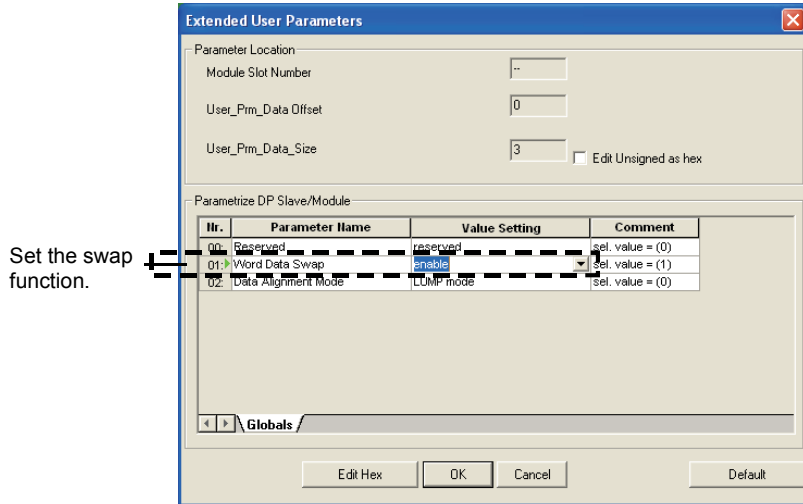 Extended User Parameters
Parameter Location
Module Slot Number --
User_Prm_Data Offset 0
User_Prm_Data_Size 3
Edit Unsigned as hex
Parametrize DP Slave/Module
Nr. Parameter Name Value Setting Comment
00: Reserved reserved sel. value = (0)
Set the swap function.
01: Word Data Swap enable sel. value = (1)
02: Data Alignment Mode LUMP mode sel. value = (0)
Globals
Edit Hex OK Cancel Default